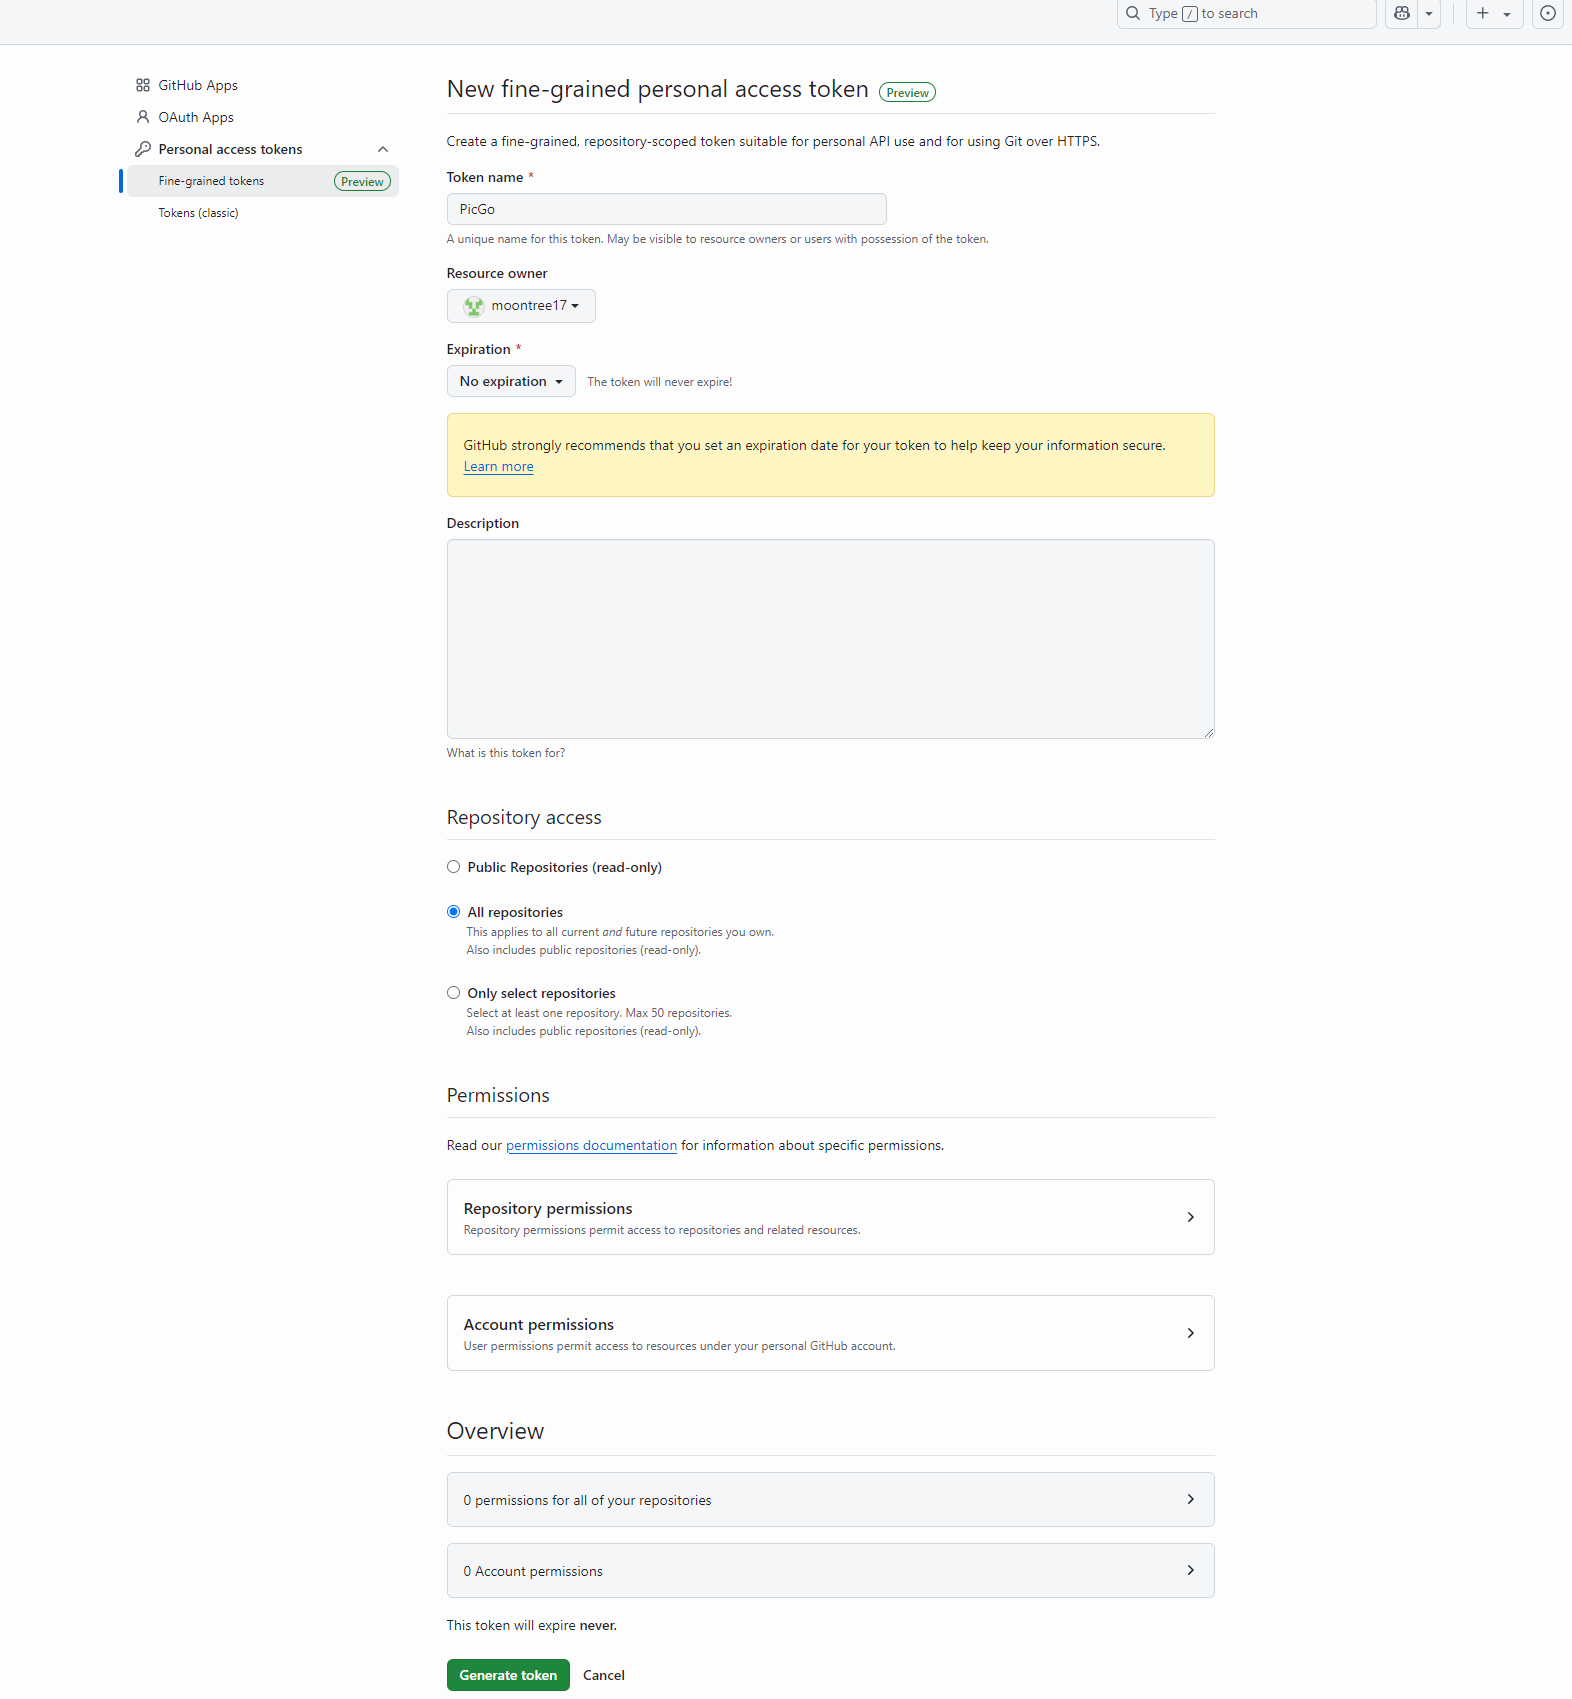 Type / to search
GitHub Apps
OAuth Apps
Personal access tokens
Fine-grained tokens Preview
Tokens (classic)
New fine-grained personal access token Preview
Create a fine-grained, repository-scoped token suitable for personal API use and for using Git over HTTPS.
Token name *
PicGo
A unique name for this token. May be visible to resource owners or users with possession of the token.
Resource owner
moontree17
Expiration *
No expiration The token will never expire!
GitHub strongly recommends that you set an expiration date for your token to help keep your information secure.
Learn more
Description
What is this token for?
Repository access
Public Repositories (read-only)
All repositories
This applies to all current and future repositories you own.
Also includes public repositories (read-only).
Only select repositories
Select at least one repository. Max 50 repositories.
Also includes public repositories (read-only).
Permissions
Read our permissions documentation for information about specific permissions.
Repository permissions
Repository permissions permit access to repositories and related resources.
Account permissions
User permissions permit access to resources under your personal GitHub account.
Overview
0 permissions for all of your repositories
0 Account permissions
This token will expire never.
Generate token Cancel